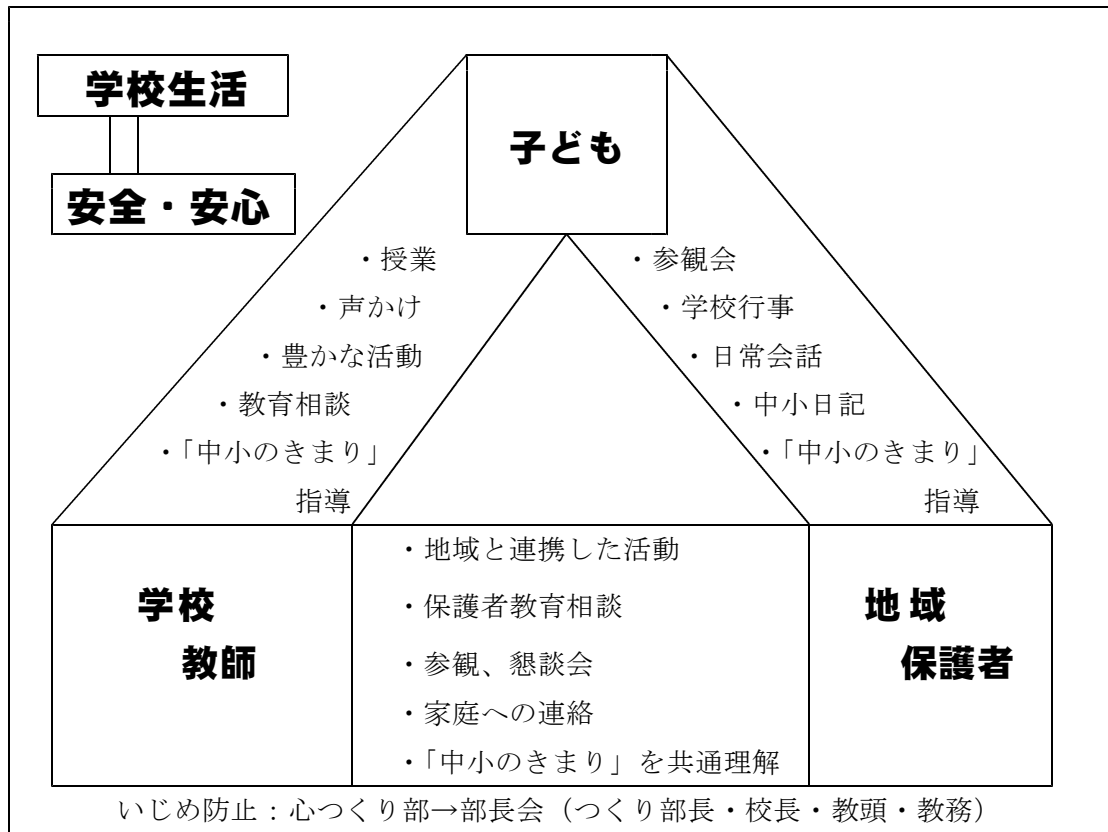 学校生活
安全・安心
子ども
・授業
・声かけ
・豊かな活動
・教育相談
・「中小のきまり」
指導
・参観会
・学校行事
・日常会話
・中小日記
・「中小のきまり」
指導
学校
教師
・地域と連携した活動
・保護者教育相談
・参観、懇談会
・家庭への連絡
・「中小のきまり」を共通理解
地域
保護者
いじめ防止：心つくり部→部長会（つくり部長・校長・教頭・教務）